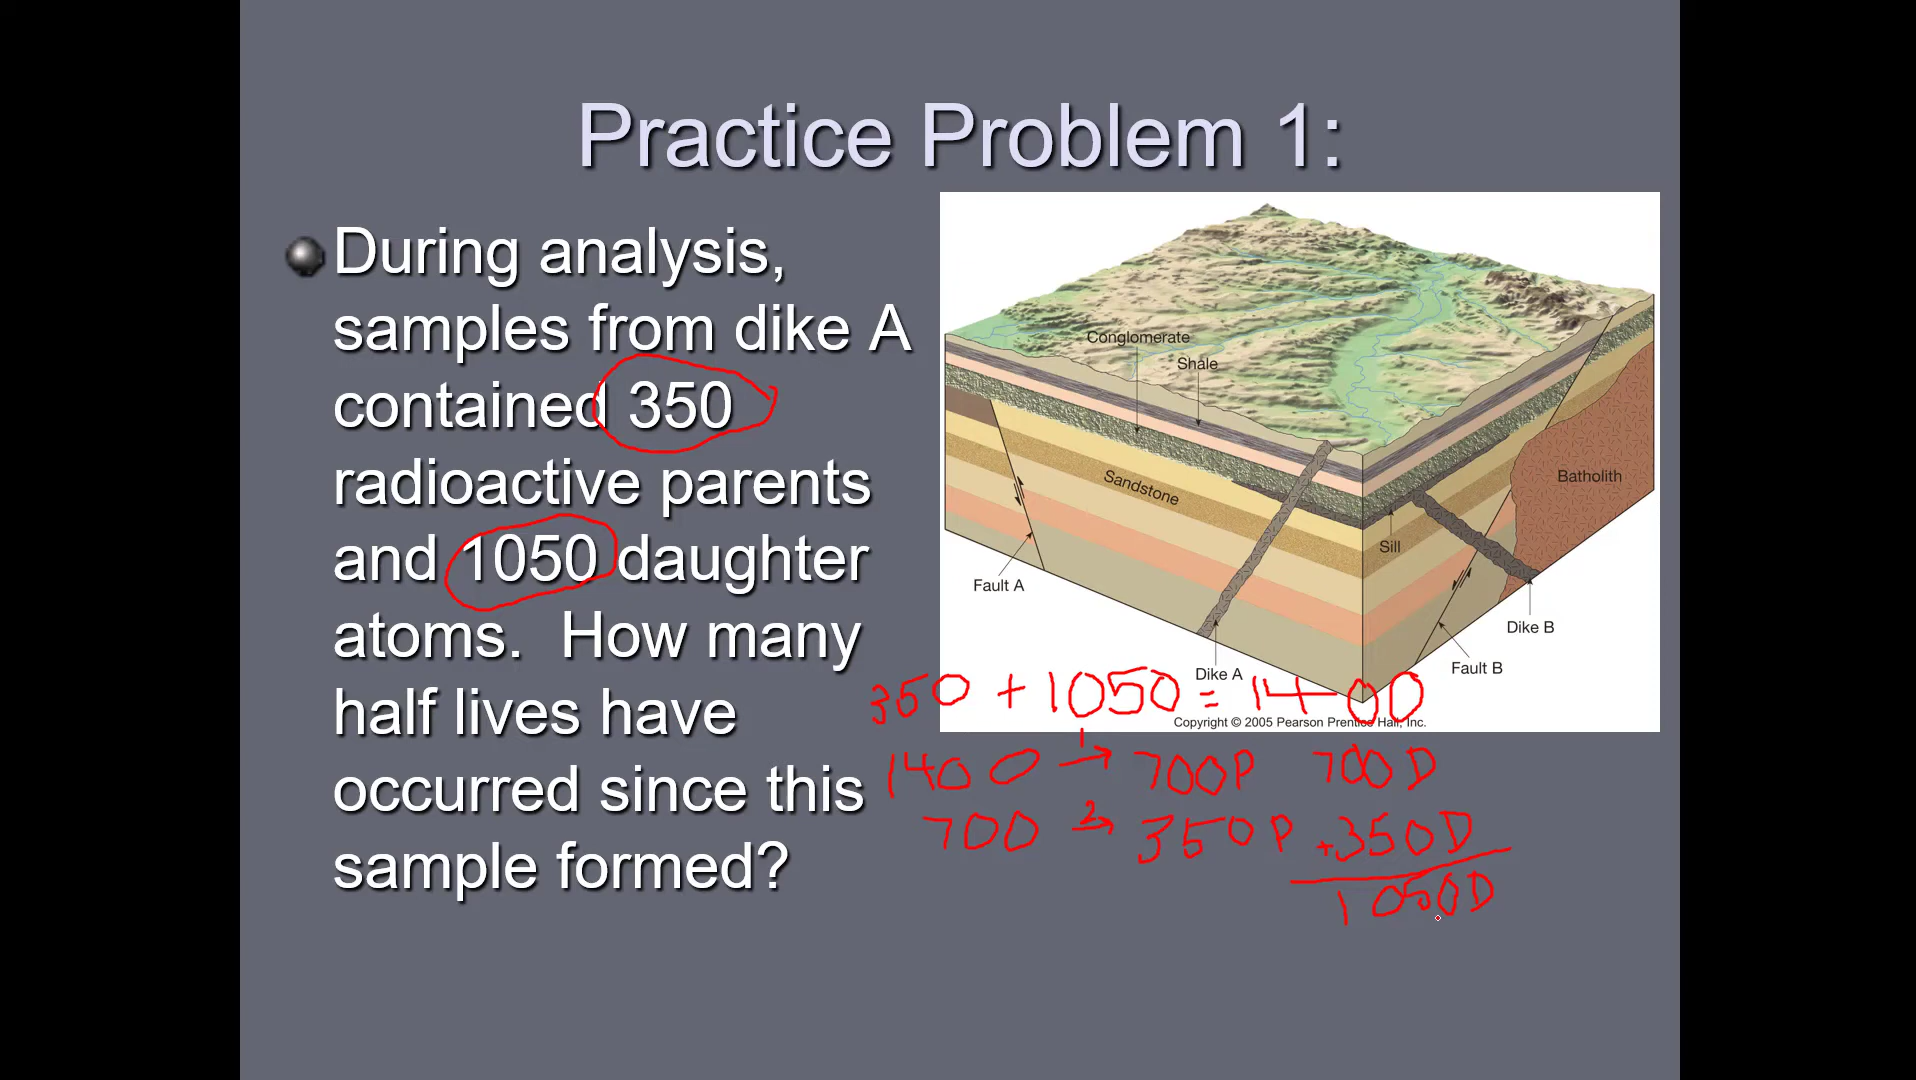 Practice Problem 1:
During analysis,
samples from dike A
contained 350
radioactive parents
and 1050 daughter
atoms. How many
half lives have
occurred since this
sample formed?
Conglomerate
Shale
Sandstone
Batholith
Sill
Fault A
Dike B
Fault B
Dike A
Copyright © 2005 Pearson Prentice Hall, Inc.
350 + 1050 = 1400
1400 1→ 700P 700D
700 2→ 350P +350D
1050D